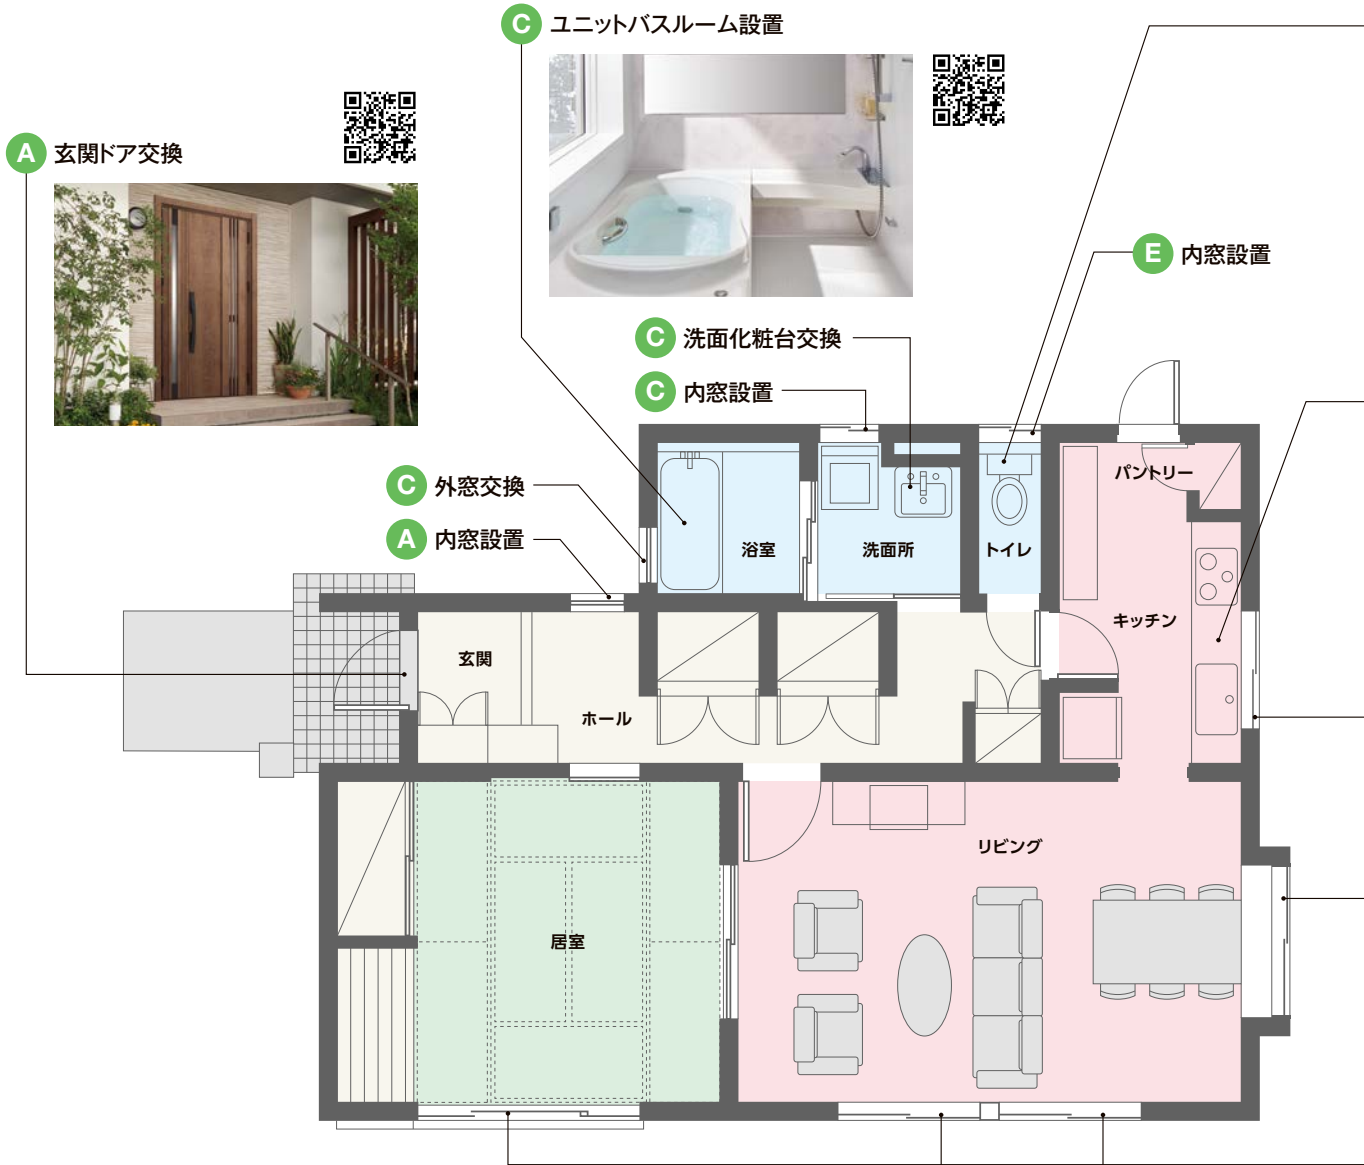 C ユニットバスルーム設置
A 玄関ドア交換
E 内窓設置
C 洗面化粧台交換
C 内窓設置
C 外窓交換
A 内窓設置
パントリー
浴室
洗面所
トイレ
キッチン
玄関
ホール
リビング
居室